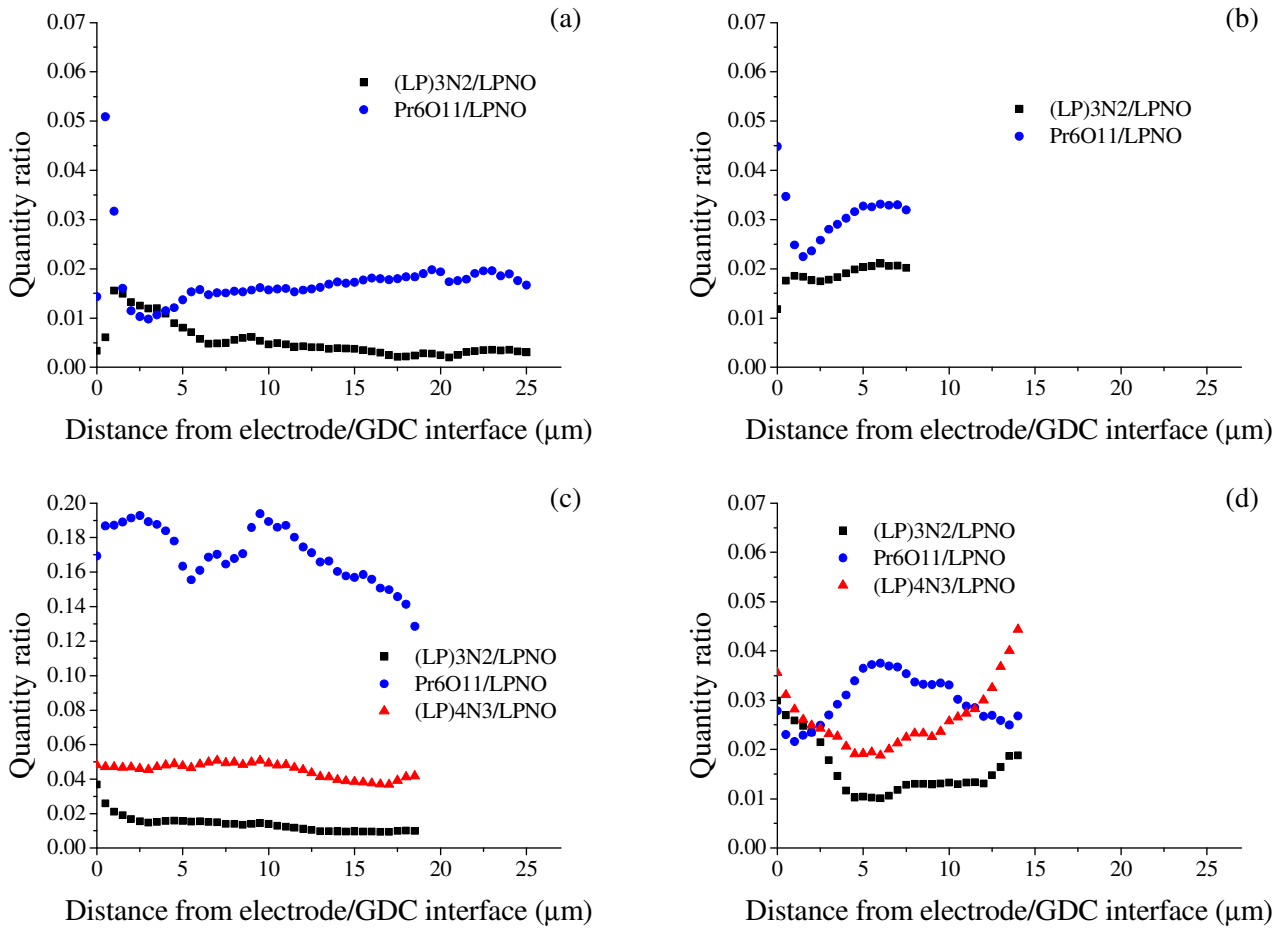 (a)
0.07
0.06
0.05
0.04
0.03
0.02
0.01
0.00
Quantity ratio
(LP)3N2/LPNO
Pr6O11/LPNO
0 5 10 15 20 25
Distance from electrode/GDC interface (μm)
(b)
0.07
0.06
0.05
0.04
0.03
0.02
0.01
0.00
Quantity ratio
(LP)3N2/LPNO
Pr6O11/LPNO
0 5 10 15 20 25
Distance from electrode/GDC interface (μm)
(c)
0.20
0.18
0.16
0.14
0.12
0.10
0.08
0.06
0.04
0.02
0.00
Quantity ratio
(LP)3N2/LPNO
Pr6O11/LPNO
(LP)4N3/LPNO
0 5 10 15 20 25
Distance from electrode/GDC interface (μm)
(d)
0.07
0.06
0.05
0.04
0.03
0.02
0.01
0.00
Quantity ratio
(LP)3N2/LPNO
Pr6O11/LPNO
(LP)4N3/LPNO
0 5 10 15 20 25
Distance from electrode/GDC interface (μm)